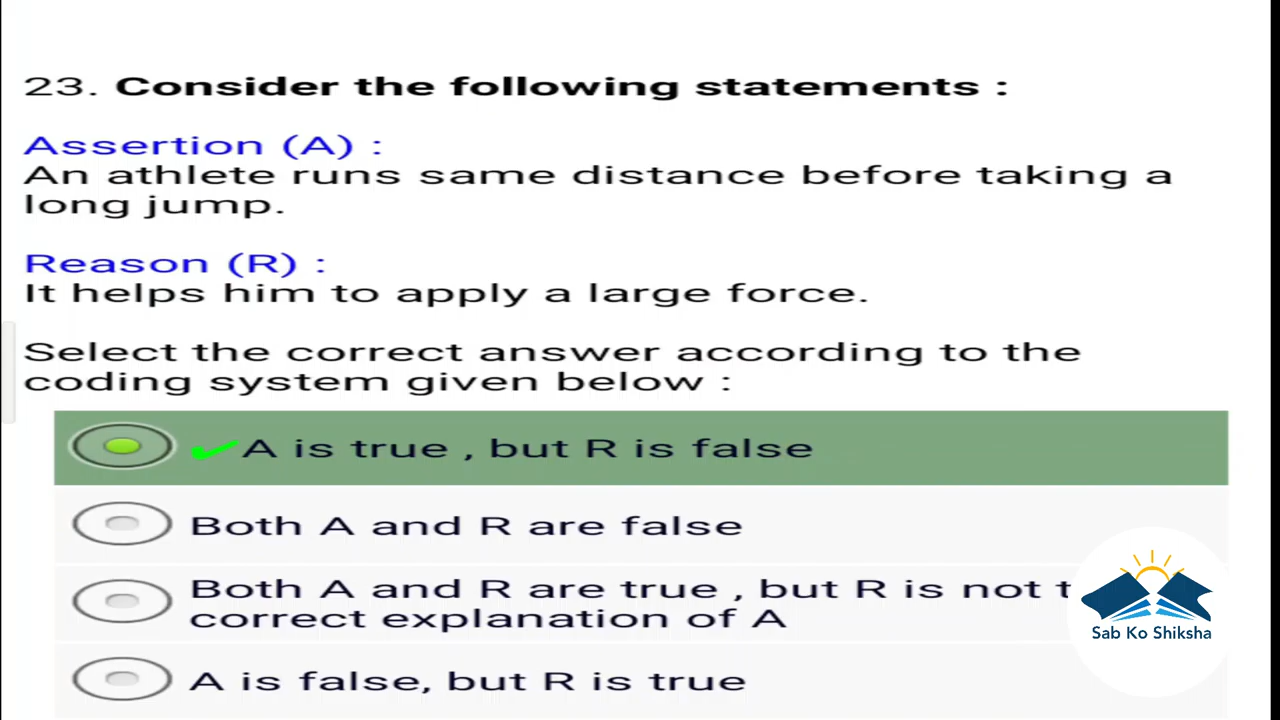 23. Consider the following statements :
Assertion (A) :
An athlete runs same distance before taking a
long jump.
Reason (R) :
It helps him to apply a large force.
Select the correct answer according to the
coding system given below :
✔A is true , but R is false
Both A and R are false
Both A and R are true , but R is not t
correct explanation of A
A is false, but R is true
Sab Ko Shiksha